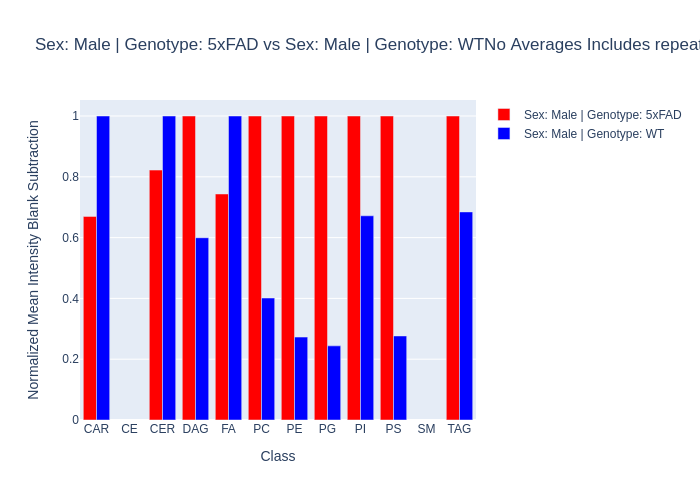 Sex: Male | Genotype: 5xFAD vs Sex: Male | Genotype: WTNo Averages Includes repeat
Sex: Male | Genotype: 5xFAD
Sex: Male | Genotype: WT
Normalized Mean Intensity Blank Subtraction
1
0.8
0.6
0.4
0.2
0
CAR CE CER DAG FA PC PE PG PI PS SM TAG
Class